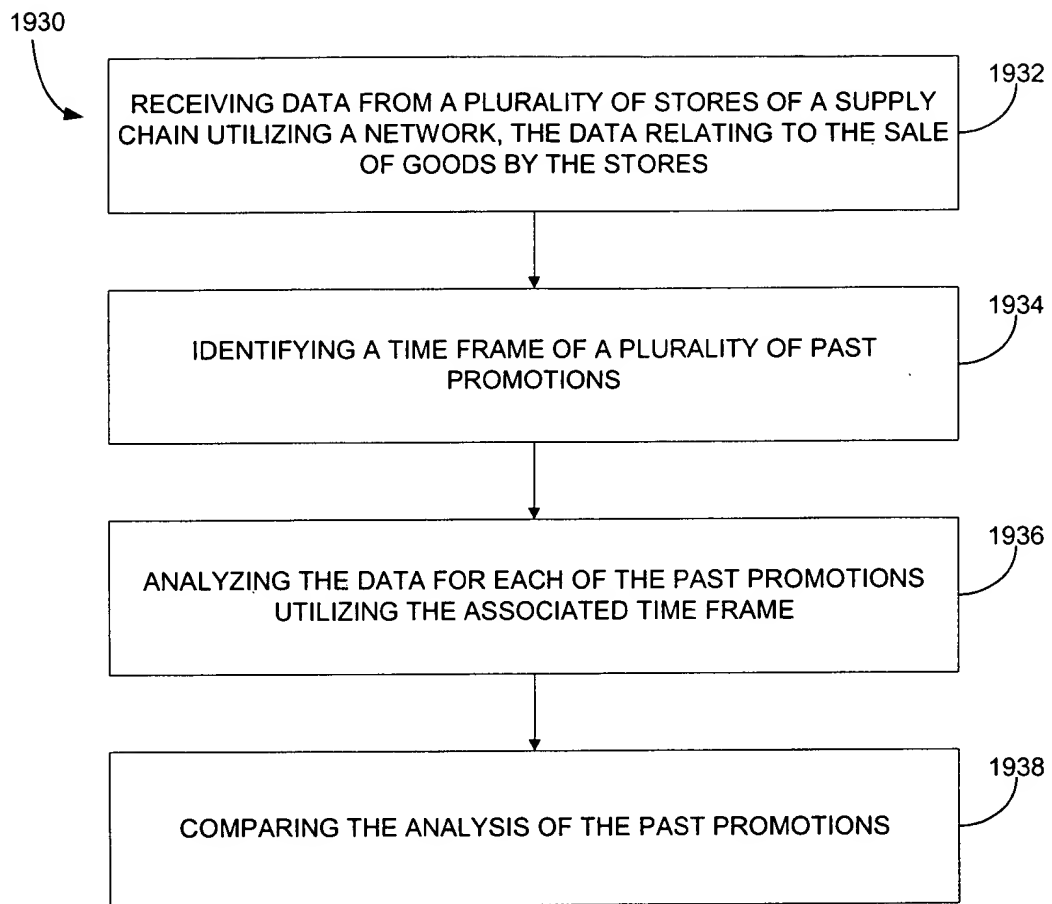 1930
1932
RECEIVING DATA FROM A PLURALITY OF STORES OF A SUPPLY
CHAIN UTILIZING A NETWORK, THE DATA RELATING TO THE SALE
OF GOODS BY THE STORES
1934
IDENTIFYING A TIME FRAME OF A PLURALITY OF PAST
PROMOTIONS
1936
ANALYZING THE DATA FOR EACH OF THE PAST PROMOTIONS
UTILIZING THE ASSOCIATED TIME FRAME
1938
COMPARING THE ANALYSIS OF THE PAST PROMOTIONS